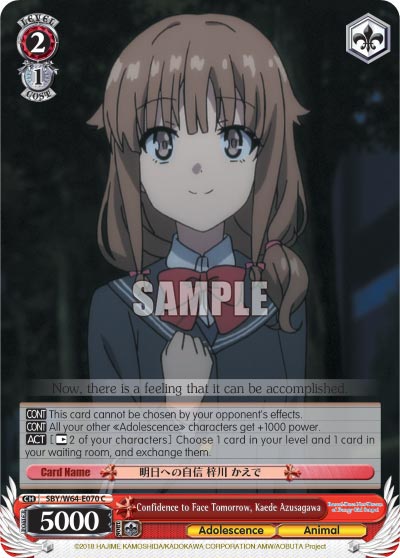 LEVEL
2
1
COST
SAMPLE
Now, there is a feeling that it can be accomplished.
CONT This card cannot be chosen by your opponent's effects.
CONT All your other «Adolescence» characters get +1000 power.
ACT [2 of your characters] Choose 1 card in your level and 1 card in
your waiting room, and exchange them.
Card Name
明日への自信 梓川 かえで
CH SBY/W64-E070 C
Confidence to Face Tomorrow, Kaede Azusagawa
5000
Adolescence
Animal
©2018 HAJIME KAMOSHIDA/KADOKAWA CORPORATION AMW/AOBUTA Project